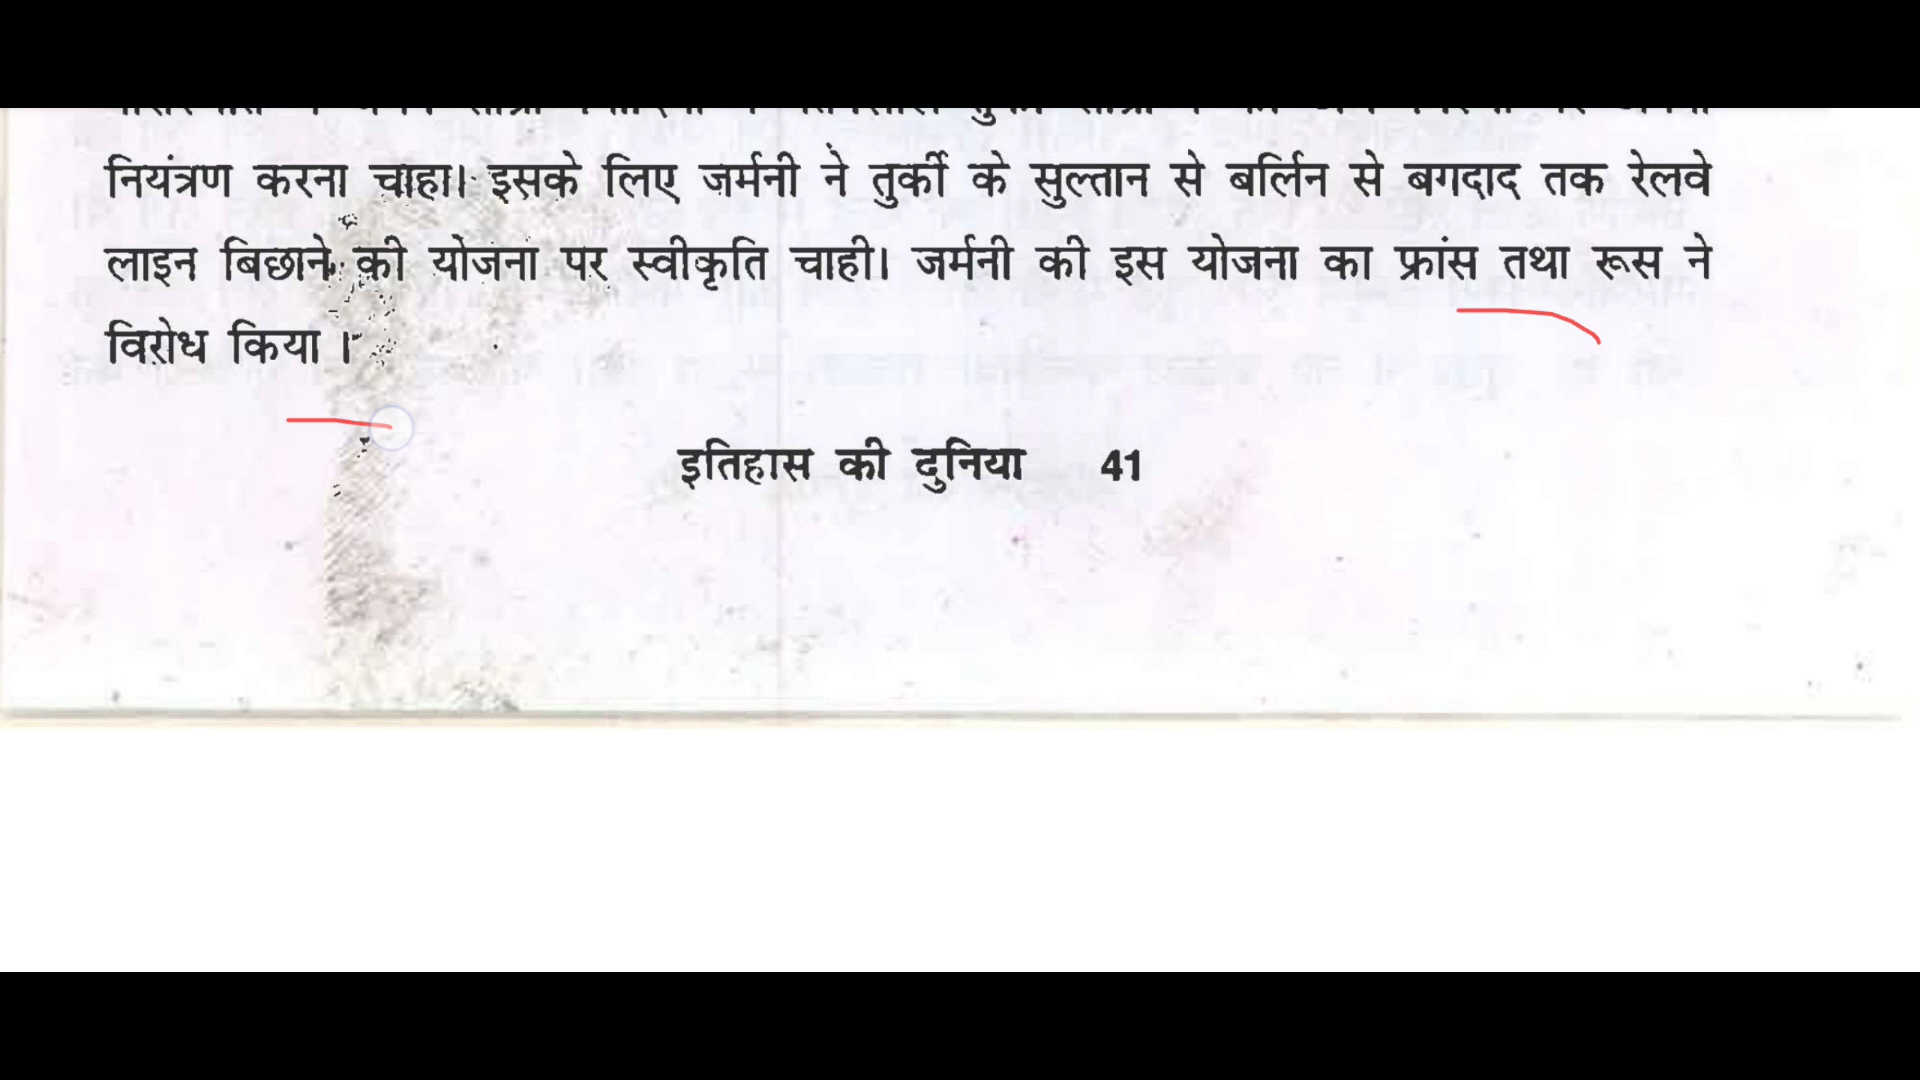 नियंत्रण करना चाहा। इसके लिए जर्मनी ने तुर्की के सुल्तान से बर्लिन से बगदाद तक रेलवे
लाइन बिछाने की योजना पर स्वीकृति चाही। जर्मनी की इस योजना का फ्रांस तथा रूस ने
विरोध किया ।
इतिहास की दुनिया 41